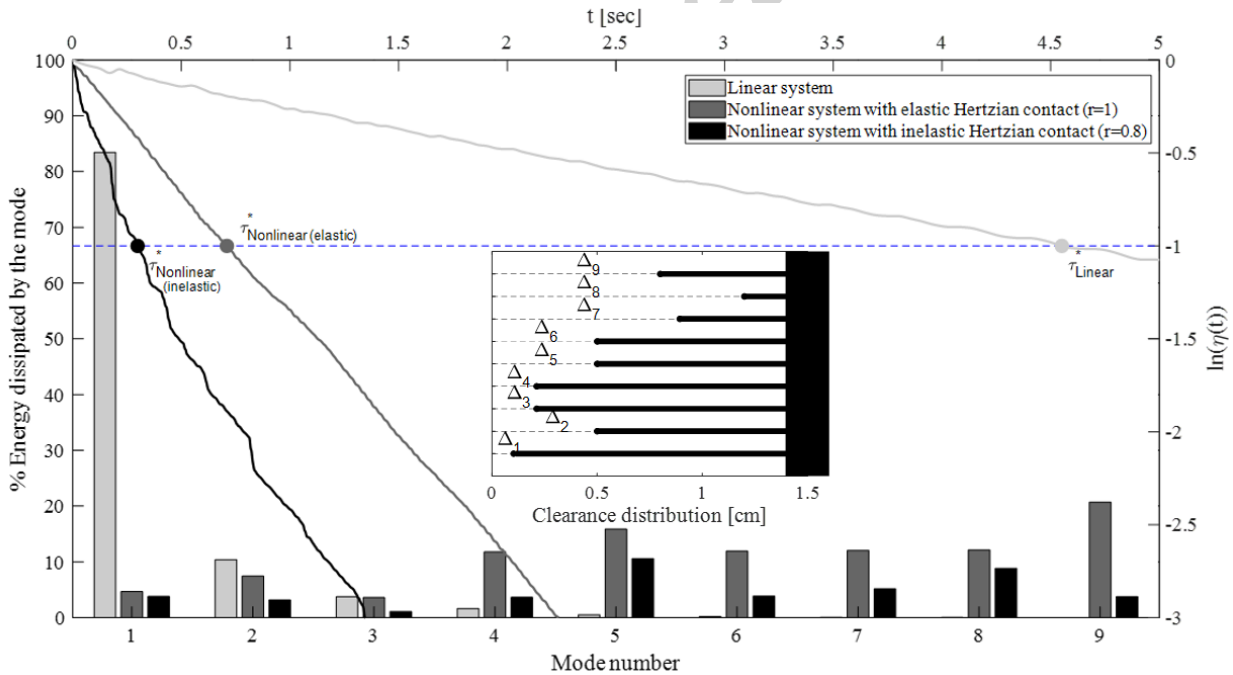 t [sec]
0 0.5 1 1.5 2 2.5 3 3.5 4 4.5 5
100
90
80
70
60
50
40
30
20
10
0
% Energy dissipated by the mode
Linear system
Nonlinear system with elastic Hertzian contact (r=1)
Nonlinear system with inelastic Hertzian contact (r=0.8)
τ*Nonlinear (elastic)
τ*Nonlinear
(inelastic)
τ*Linear
Δ9
Δ8
Δ7
Δ6
Δ5
Δ4
Δ3
Δ2
Δ1
0 0.5 1 1.5
Clearance distribution [cm]
0
-0.5
-1
-1.5
-2
-2.5
-3
ln(η(t))
1 2 3 4 5 6 7 8 9
Mode number